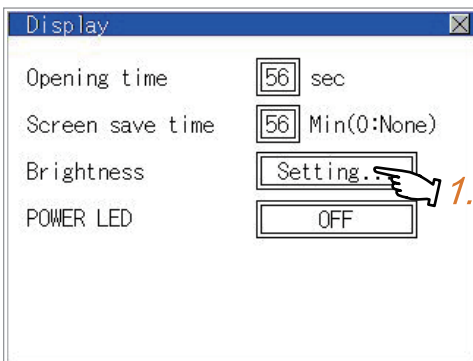 Display
Opening time 56 sec
Screen save time 56 Min(0:None)
Brightness Setting...
POWER LED OFF
1.